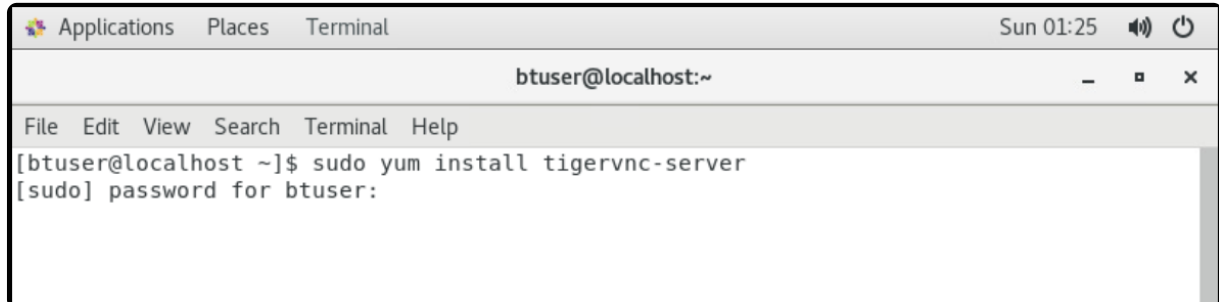 Applications Places Terminal Sun 01:25
btuser@localhost:~
File Edit View Search Terminal Help
[btuser@localhost ~]$ sudo yum install tigervnc-server
[sudo] password for btuser: